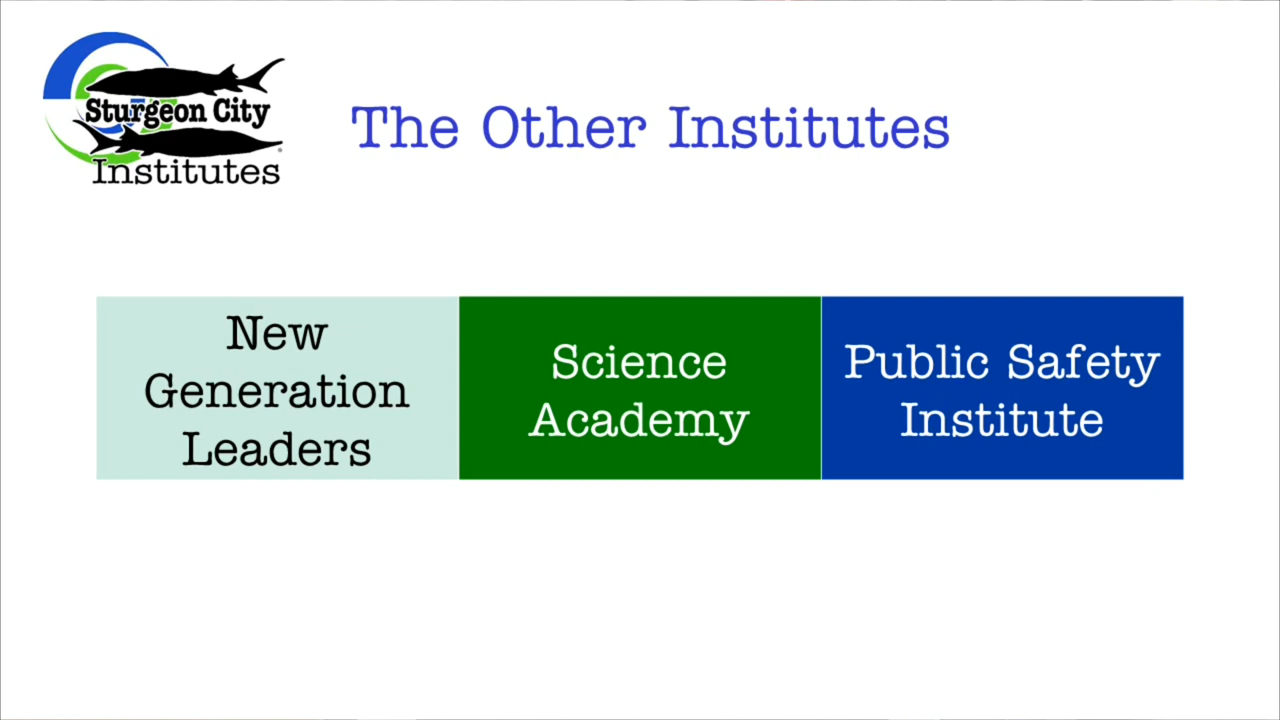 Sturgeon City
Institutes
The Other Institutes
New
Generation
Leaders
Science
Academy
Public Safety
Institute